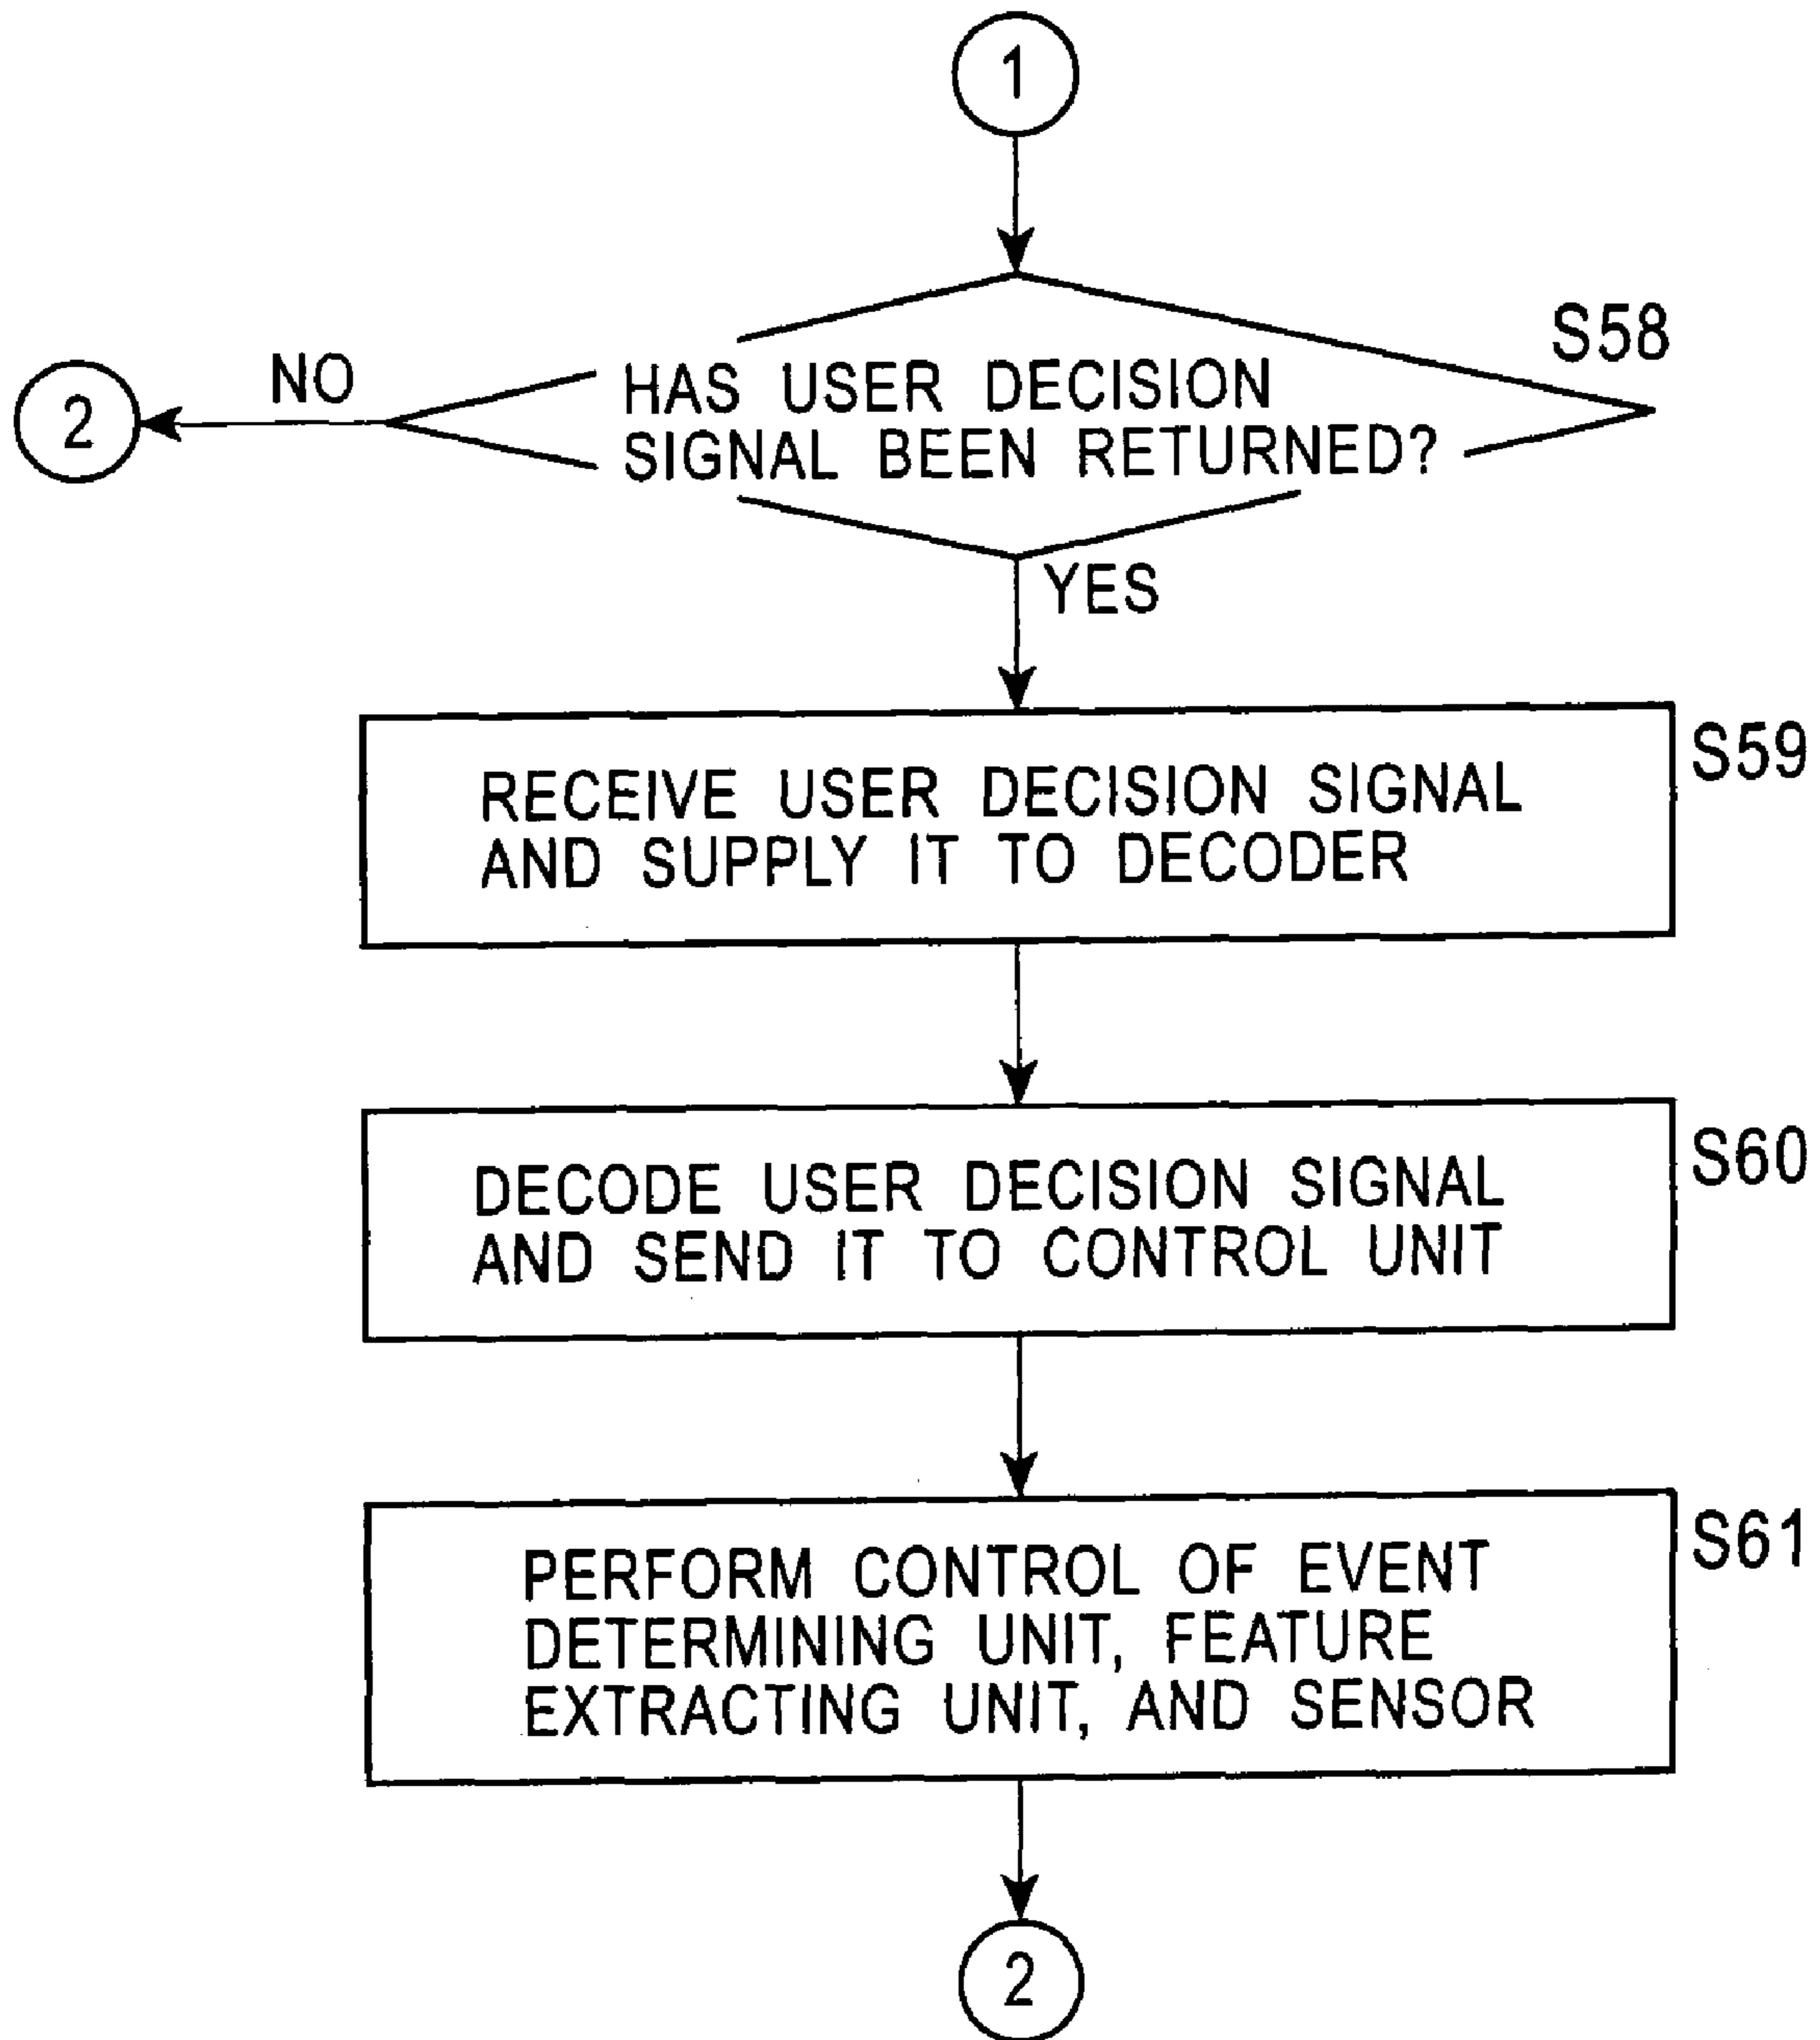 1
S58
HAS USER DECISION
SIGNAL BEEN RETURNED?
NO
2
YES
S59
RECEIVE USER DECISION SIGNAL
AND SUPPLY IT TO DECODER
S60
DECODE USER DECISION SIGNAL
AND SEND IT TO CONTROL UNIT
S61
PERFORM CONTROL OF EVENT
DETERMINING UNIT, FEATURE
EXTRACTING UNIT, AND SENSOR
2